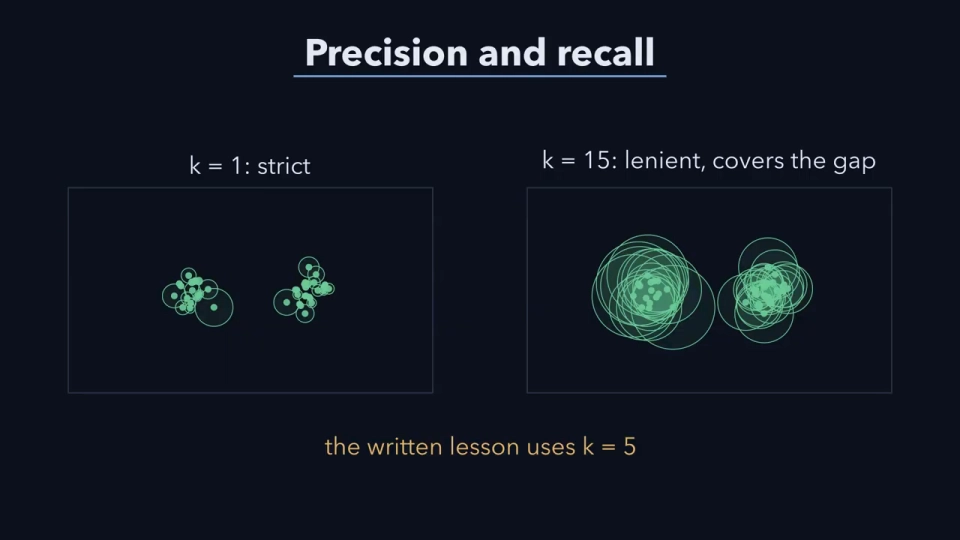 Precision and recall
k = 1: strict
k = 15: lenient, covers the gap
the written lesson uses k = 5